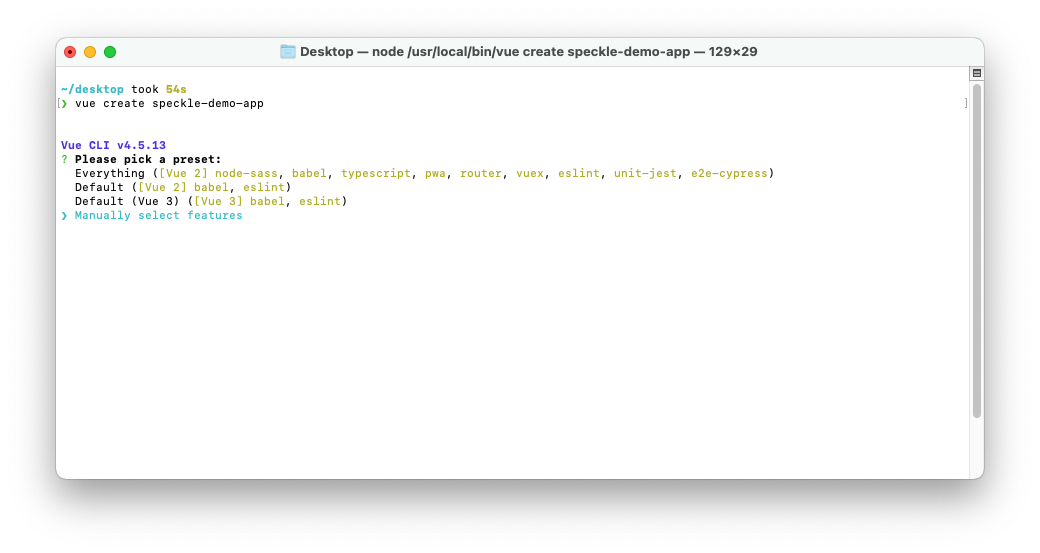 Desktop — node /usr/local/bin/vue create speckle-demo-app — 129×29
~/desktop took 54s
[❯ vue create speckle-demo-app ]
Vue CLI v4.5.13
? Please pick a preset:
Everything ([Vue 2] node-sass, babel, typescript, pwa, router, vuex, eslint, unit-jest, e2e-cypress)
Default ([Vue 2] babel, eslint)
Default (Vue 3) ([Vue 3] babel, eslint)
❯ Manually select features